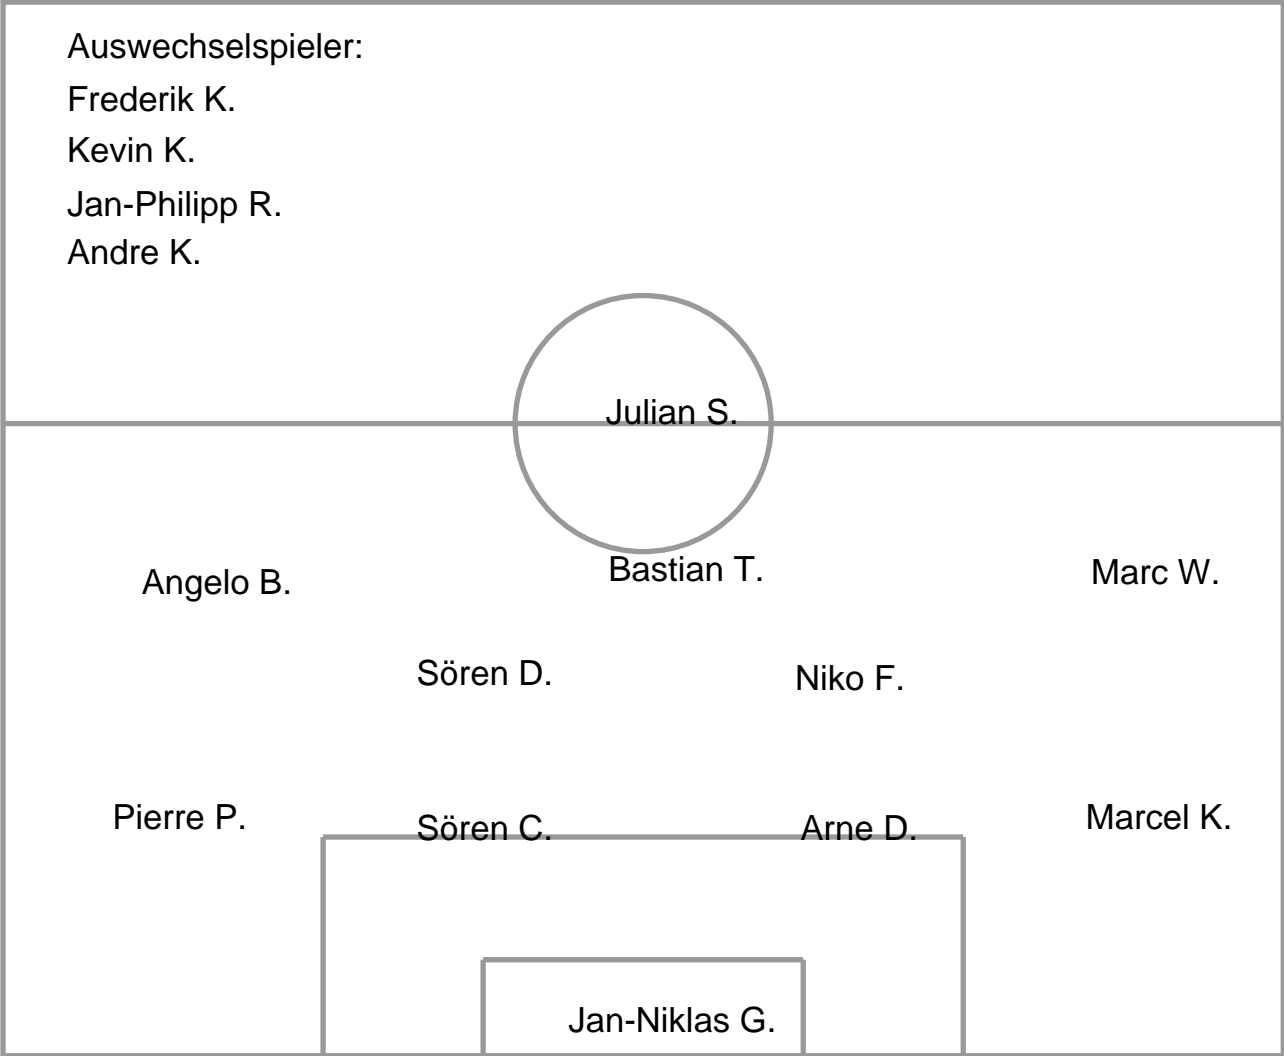 Auswechselspieler:
Frederik K.
Kevin K.
Jan-Philipp R.
Andre K.
Julian S.
Angelo B.
Bastian T.
Marc W.
Sören D.
Niko F.
Pierre P.
Sören C.
Arne D.
Marcel K.
Jan-Niklas G.